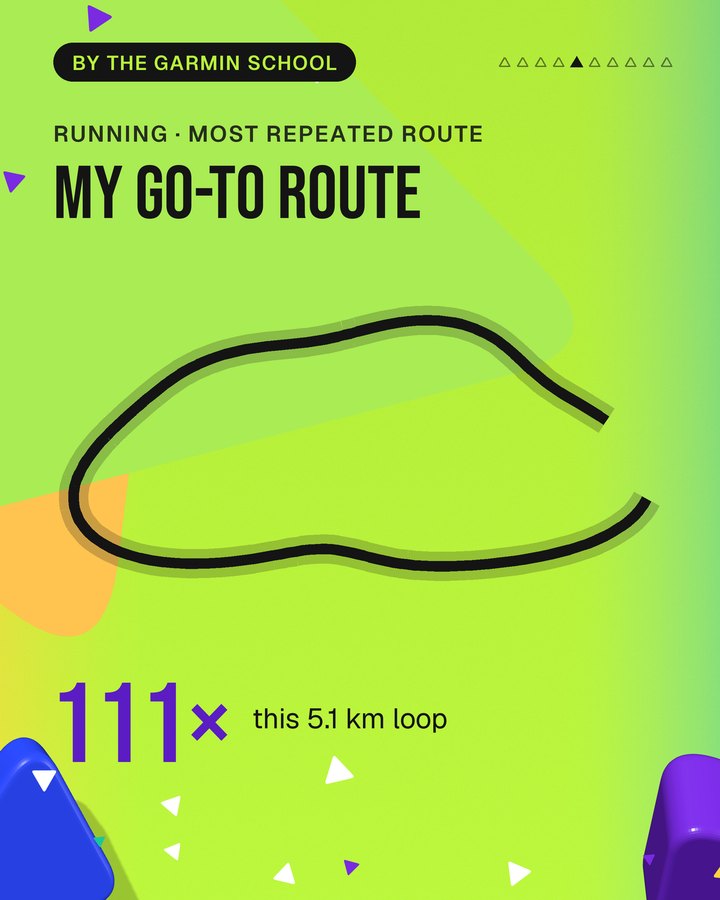 BY THE GARMIN SCHOOL
RUNNING · MOST REPEATED ROUTE
MY GO-TO ROUTE
111× this 5.1 km loop